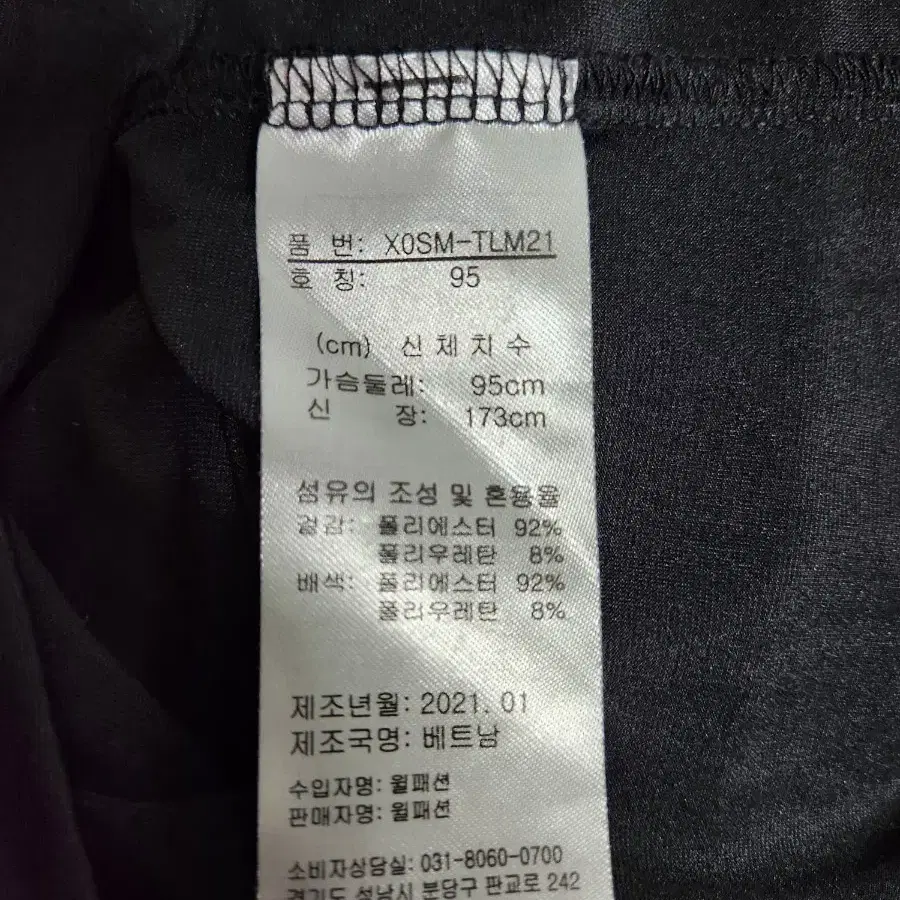 품 번: X0SM-TLM21
호 칭: 95
(cm) 신 체 치 수
가슴둘레: 95cm
신 장: 173cm
섬유의 조성 및 혼용율
겉감: 폴리에스터 92%
폴리우레탄 8%
배색: 폴리에스터 92%
폴리우레탄 8%
제조년월: 2021. 01
제조국명: 베트남
수입자명: 윌패션
판매자명: 윌패션
소비자상담실: 031-8060-0700
경기도 성남시 분당구 판교로 242